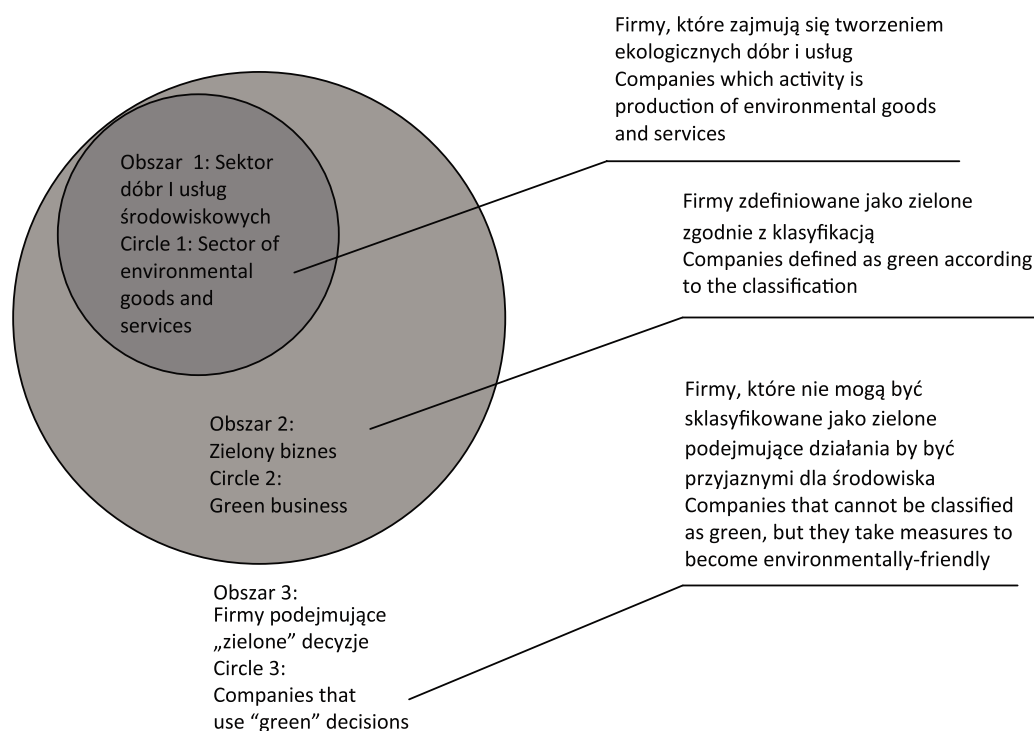 Firmy, które zajmują się tworzeniem
ekologicznych dóbr i usług
Companies which activity is
production of environmental goods
and services
Obszar 1: Sektor
dóbr I usług
środowiskowych
Circle 1: Sector of
environmental
goods and
services
Firmy zdefiniowane jako zielone
zgodnie z klasyfikacją
Companies defined as green according
to the classification
Obszar 2:
Zielony biznes
Circle 2:
Green business
Firmy, które nie mogą być
sklasyfikowane jako zielone
podejmujące działania by być
przyjaznymi dla środowiska
Companies that cannot be classified
as green, but they take measures to
become environmentally-friendly
Obszar 3:
Firmy podejmujące
„zielone” decyzje
Circle 3:
Companies that
use “green” decisions